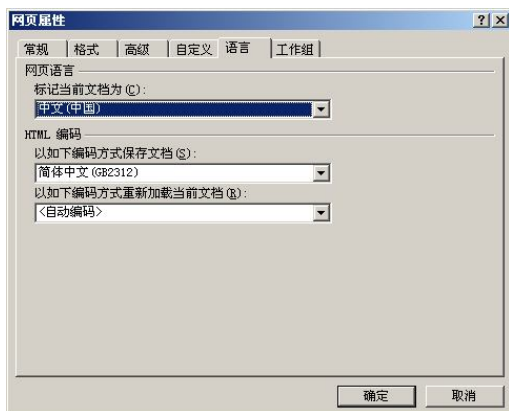 网页属性
常规 格式 高级 自定义 语言 工作组
网页语言
标记当前文档为(C):
中文(中国)
HTML 编码
以如下编码方式保存文档(S):
简体中文(GB2312)
以如下编码方式重新加载当前文档(R):
<自动编码>
确定 取消